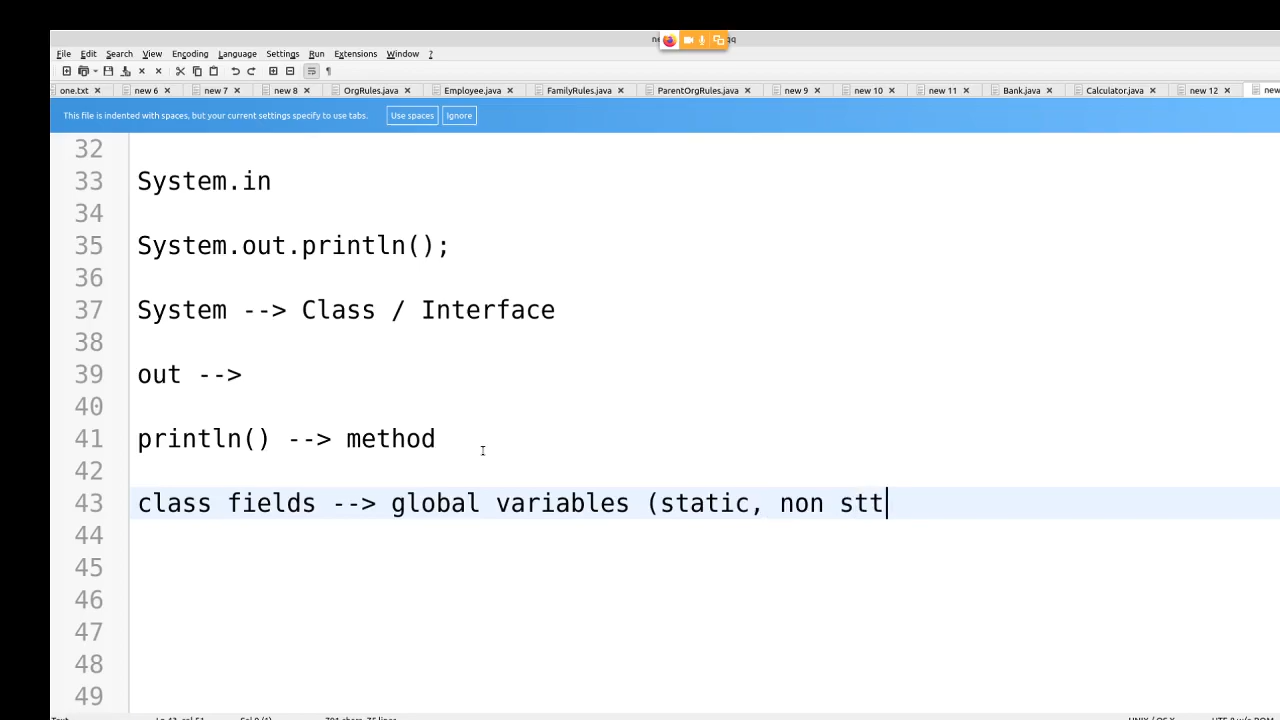 File Edit Search View Encoding Language Settings Run Extensions Window ?
one.txt new 6 new 7 new 8 OrgRules.java Employee.java FamilyRules.java ParentOrgRules.java new 9 new 10 new 11 Bank.java Calculator.java new 12 new
This file is indented with spaces, but your current settings specify to use tabs. Use spaces Ignore
32
33 System.in
34
35 System.out.println();
36
37 System --> Class / Interface
38
39 out -->
40
41 println() --> method
42
43 class fields --> global variables (static, non stt
44
45
46
47
48
49